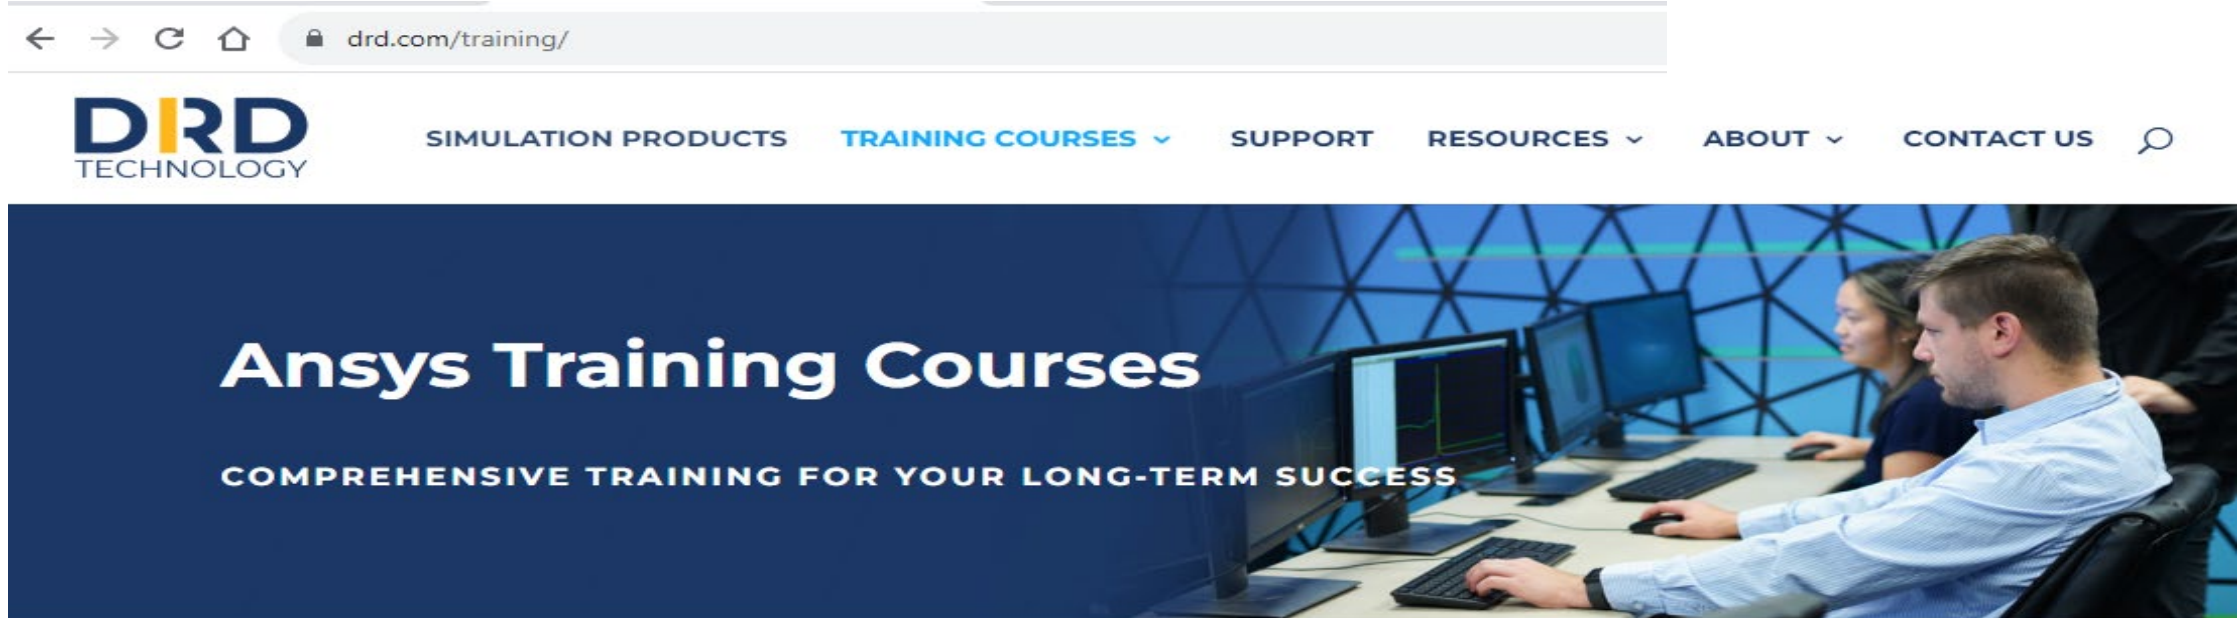 drd.com/training/
DRD
TECHNOLOGY
SIMULATION PRODUCTS TRAINING COURSES SUPPORT RESOURCES ABOUT CONTACT US
Ansys Training Courses
COMPREHENSIVE TRAINING FOR YOUR LONG-TERM SUCCESS